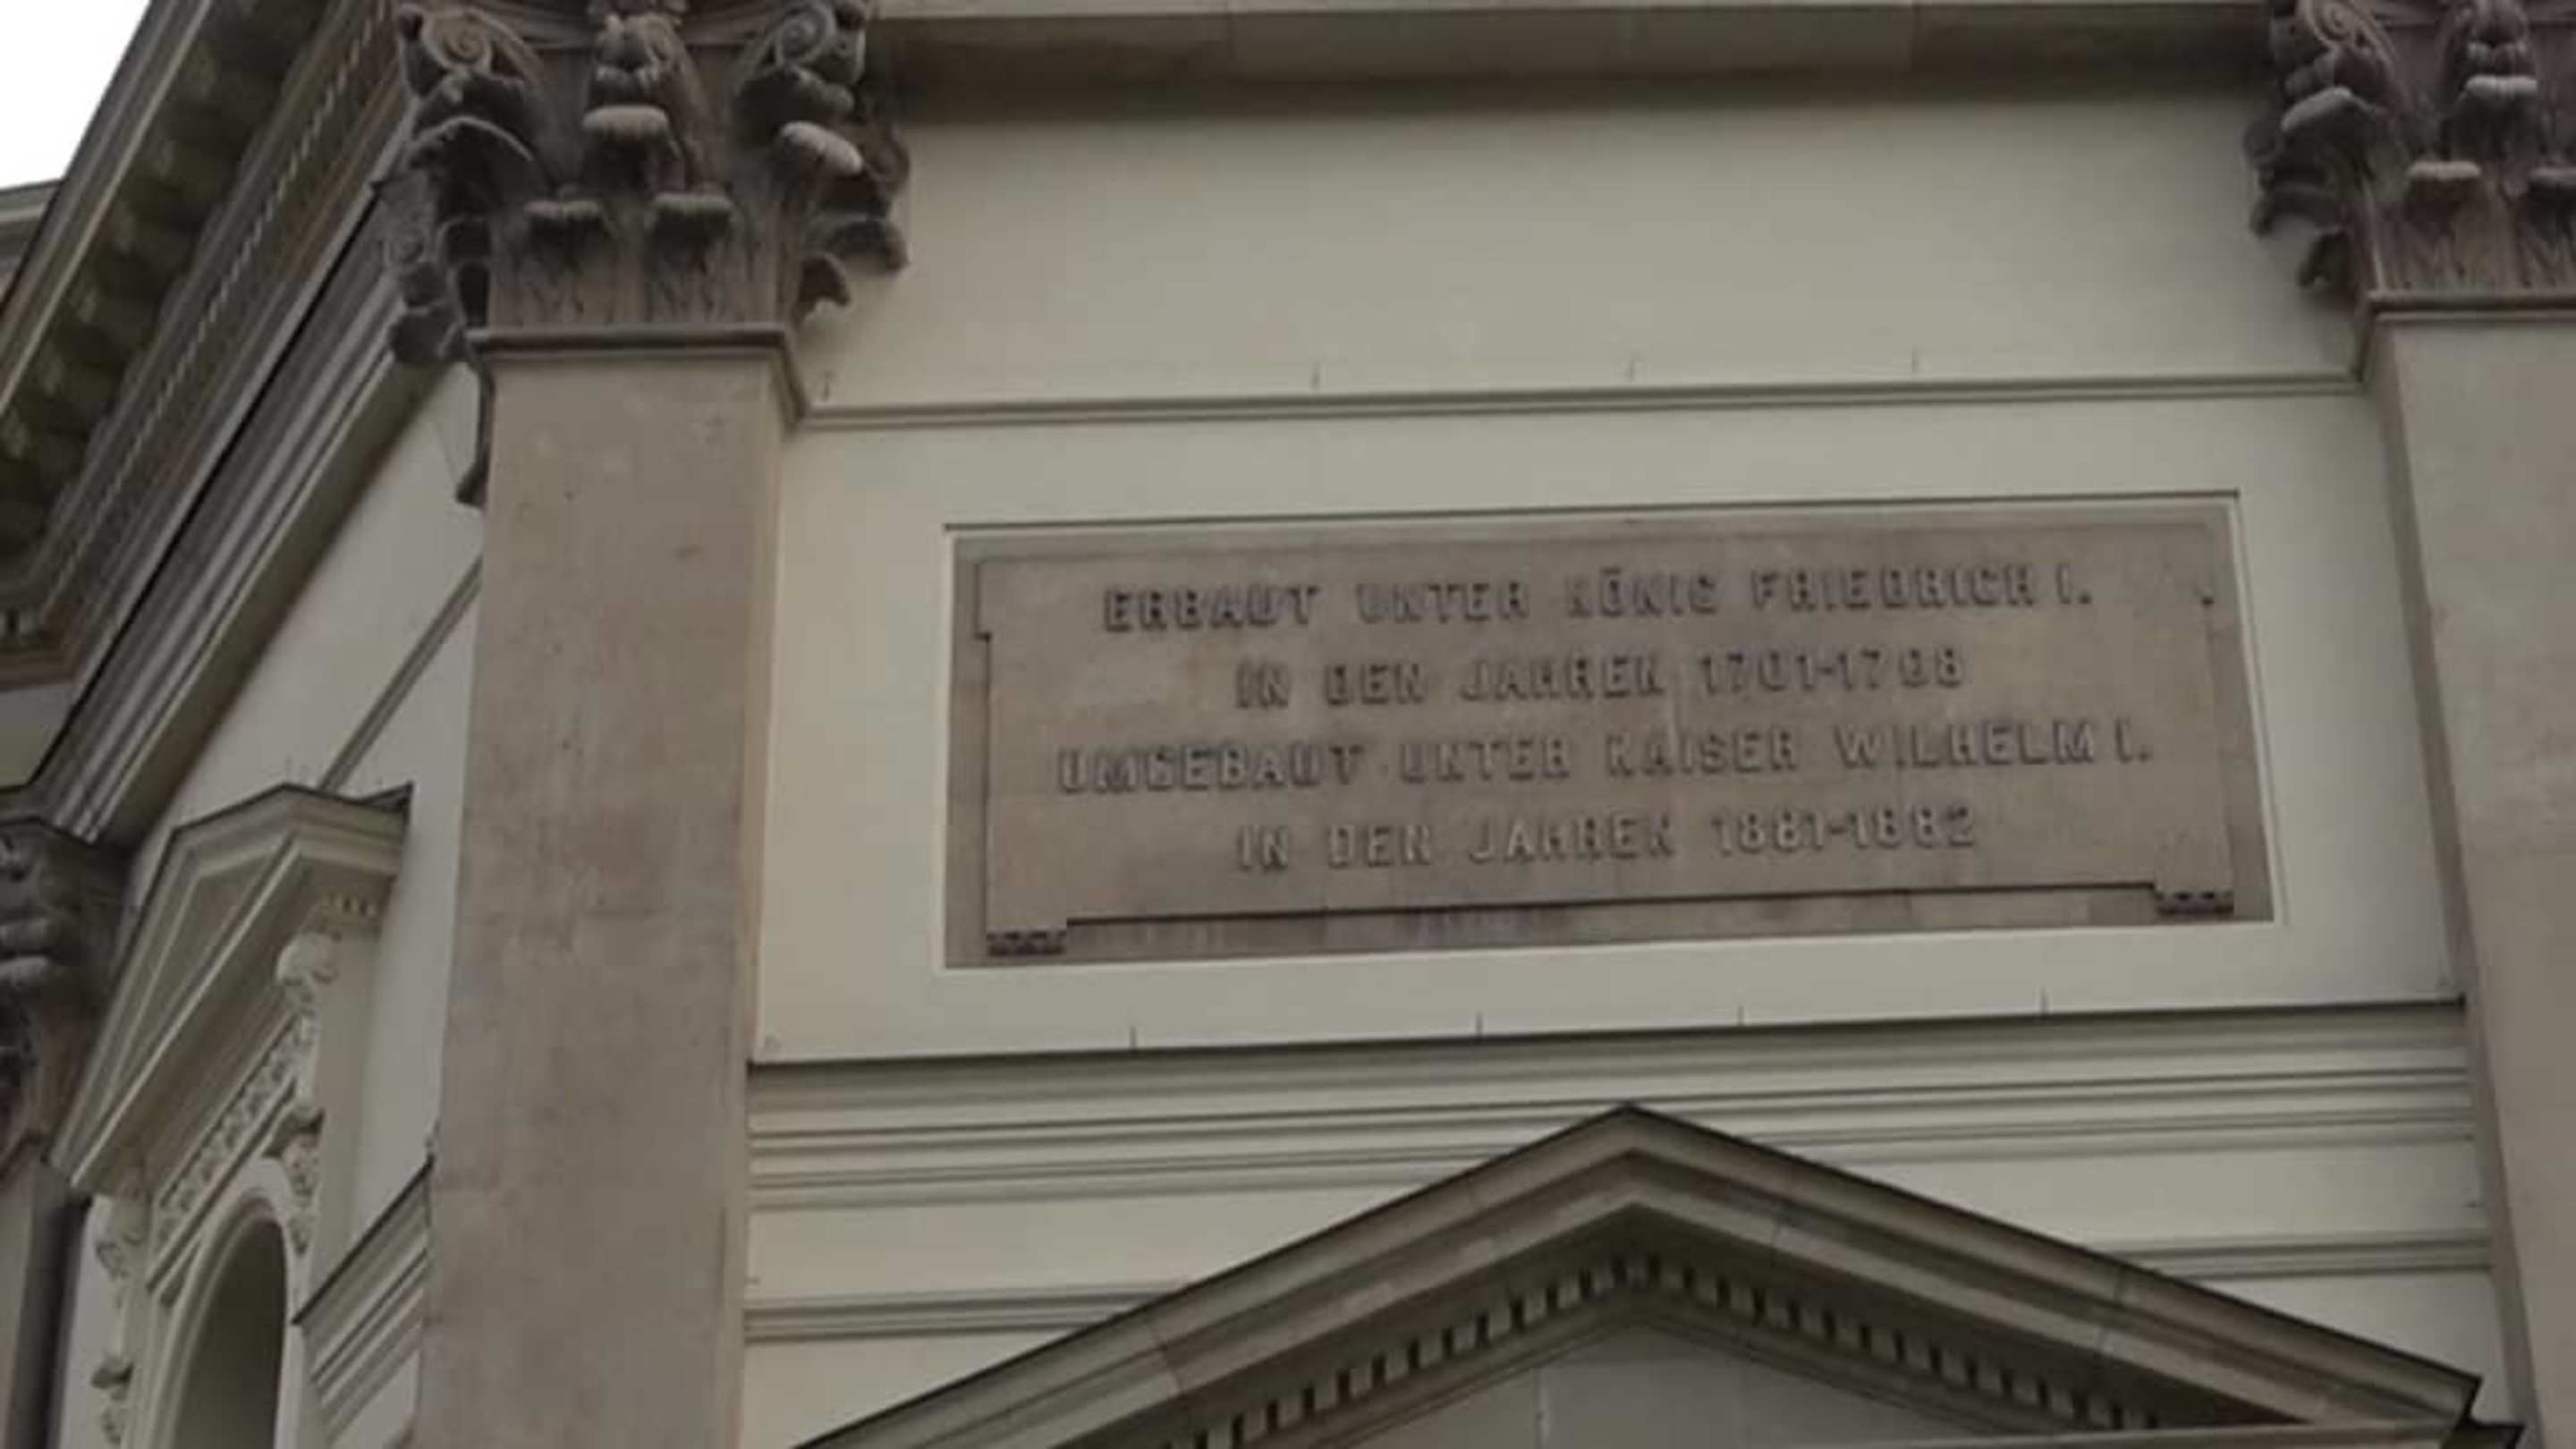 ERBAUT UNTER KÖNIG FRIEDRICH I.
IN DEN JAHREN 1701-1708
UMGEBAUT UNTER KAISER WILHELM I.
IN DEN JAHREN 1881-1882